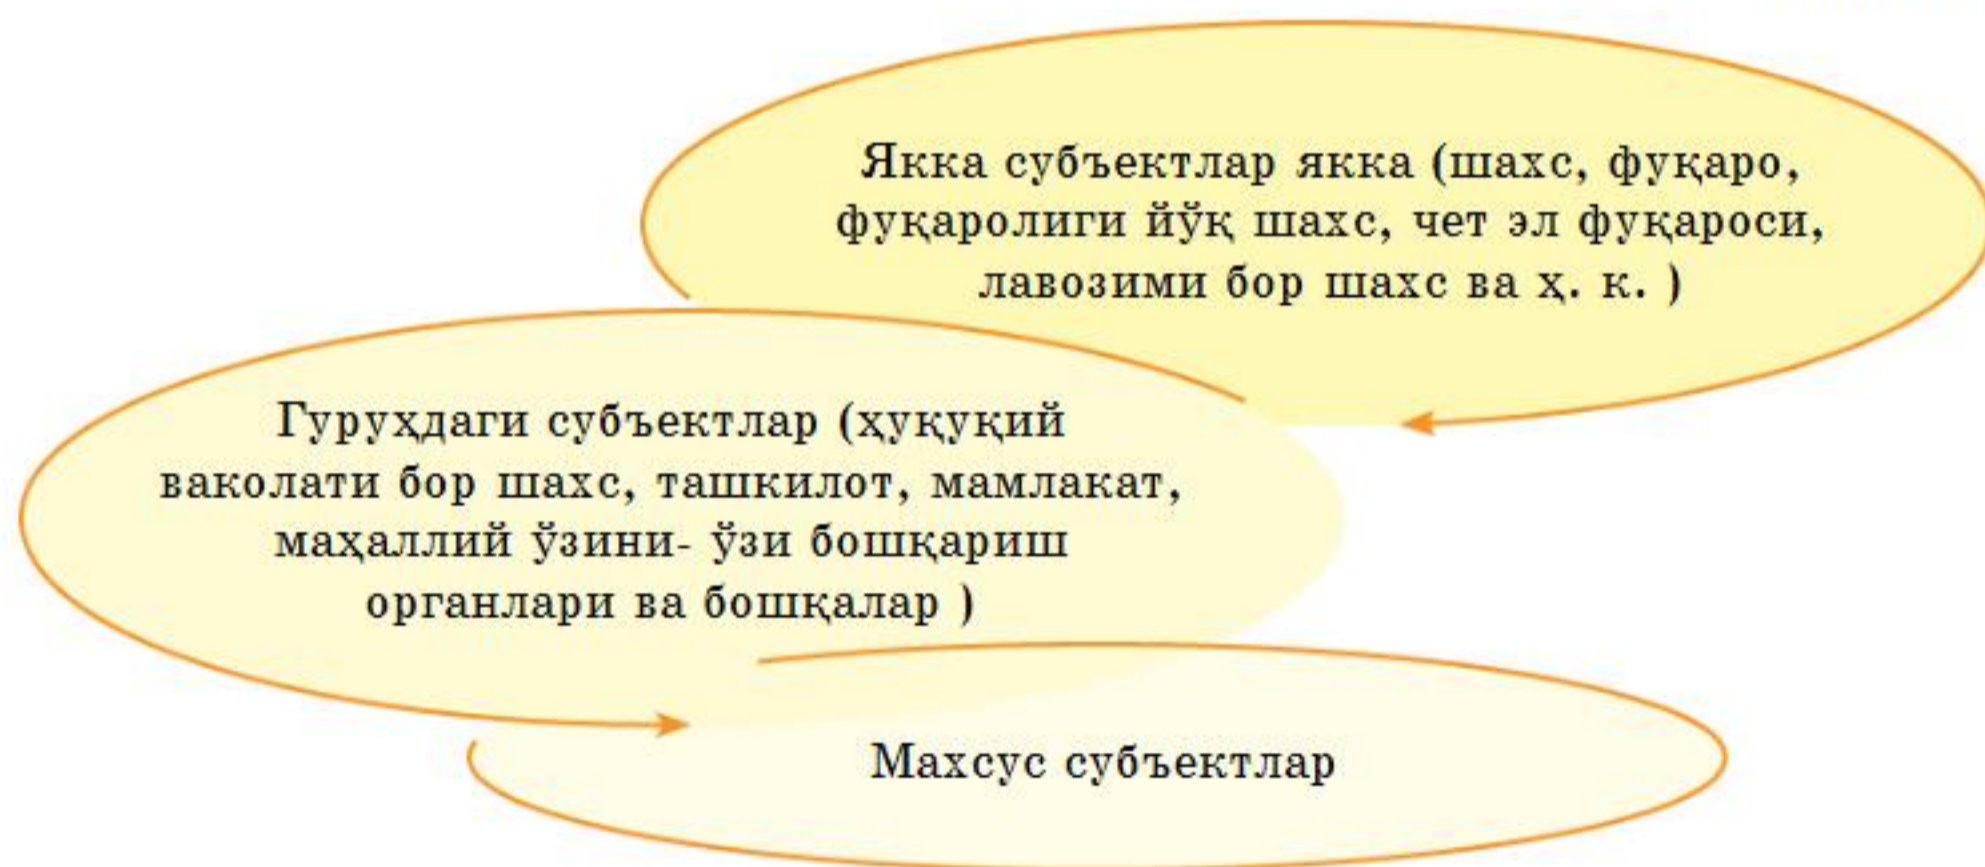 Якка субъектлар якка (шахс, фуқаро,
фуқаролиги йўқ шахс, чет эл фуқароси,
лавозими бор шахс ва ҳ. к. )
Гуруҳдаги субъектлар (ҳуқуқий
ваколати бор шахс, ташкилот, мамлакат,
маҳаллий ўзини- ўзи бошқариш
органлари ва бошқалар )
Махсус субъектлар